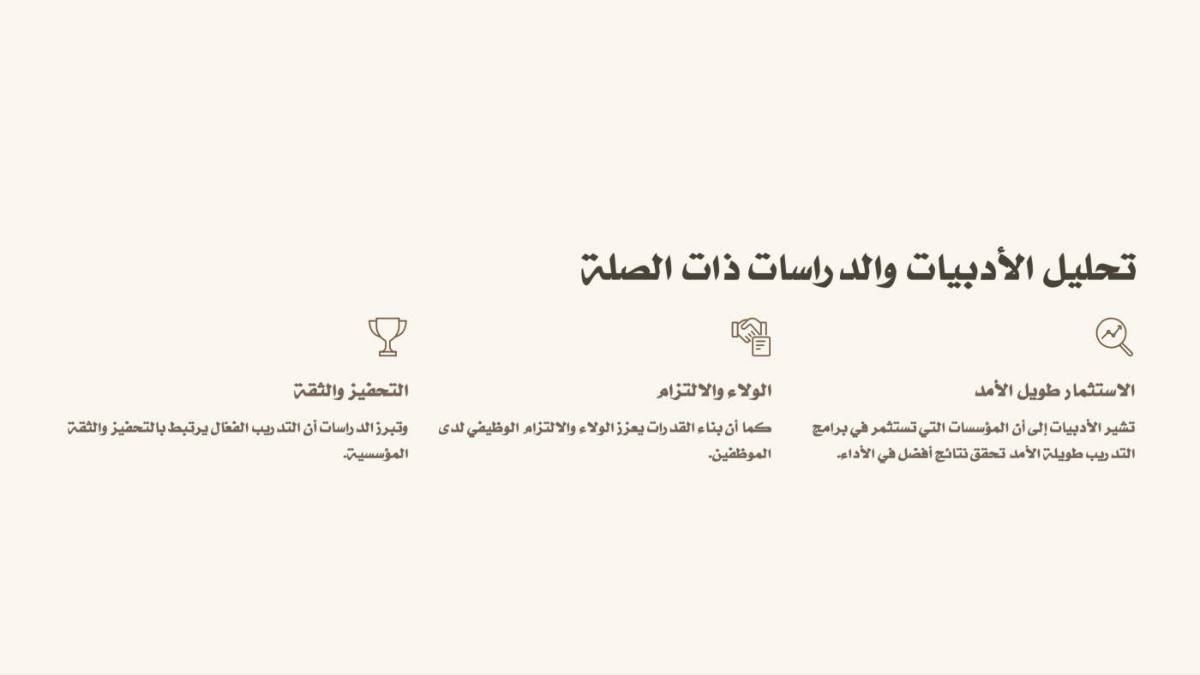 تحليل الأدبيات والدراسات ذات الصلة
الاستثمار طويل الأمد
تشير الأدبيات إلى أن المؤسسات التي تستثمر في برامج
التدريب طويلة الأمد تحقق نتائج أفضل في الأداء.
الولاء والالتزام
كما أن بناء القدرات يعزز الولاء والالتزام الوظيفي لدى
الموظفين.
التحفيز والثقة
وتبرز الدراسات أن التدريب الفعّال يرتبط بالتحفيز والثقة
المؤسسية.